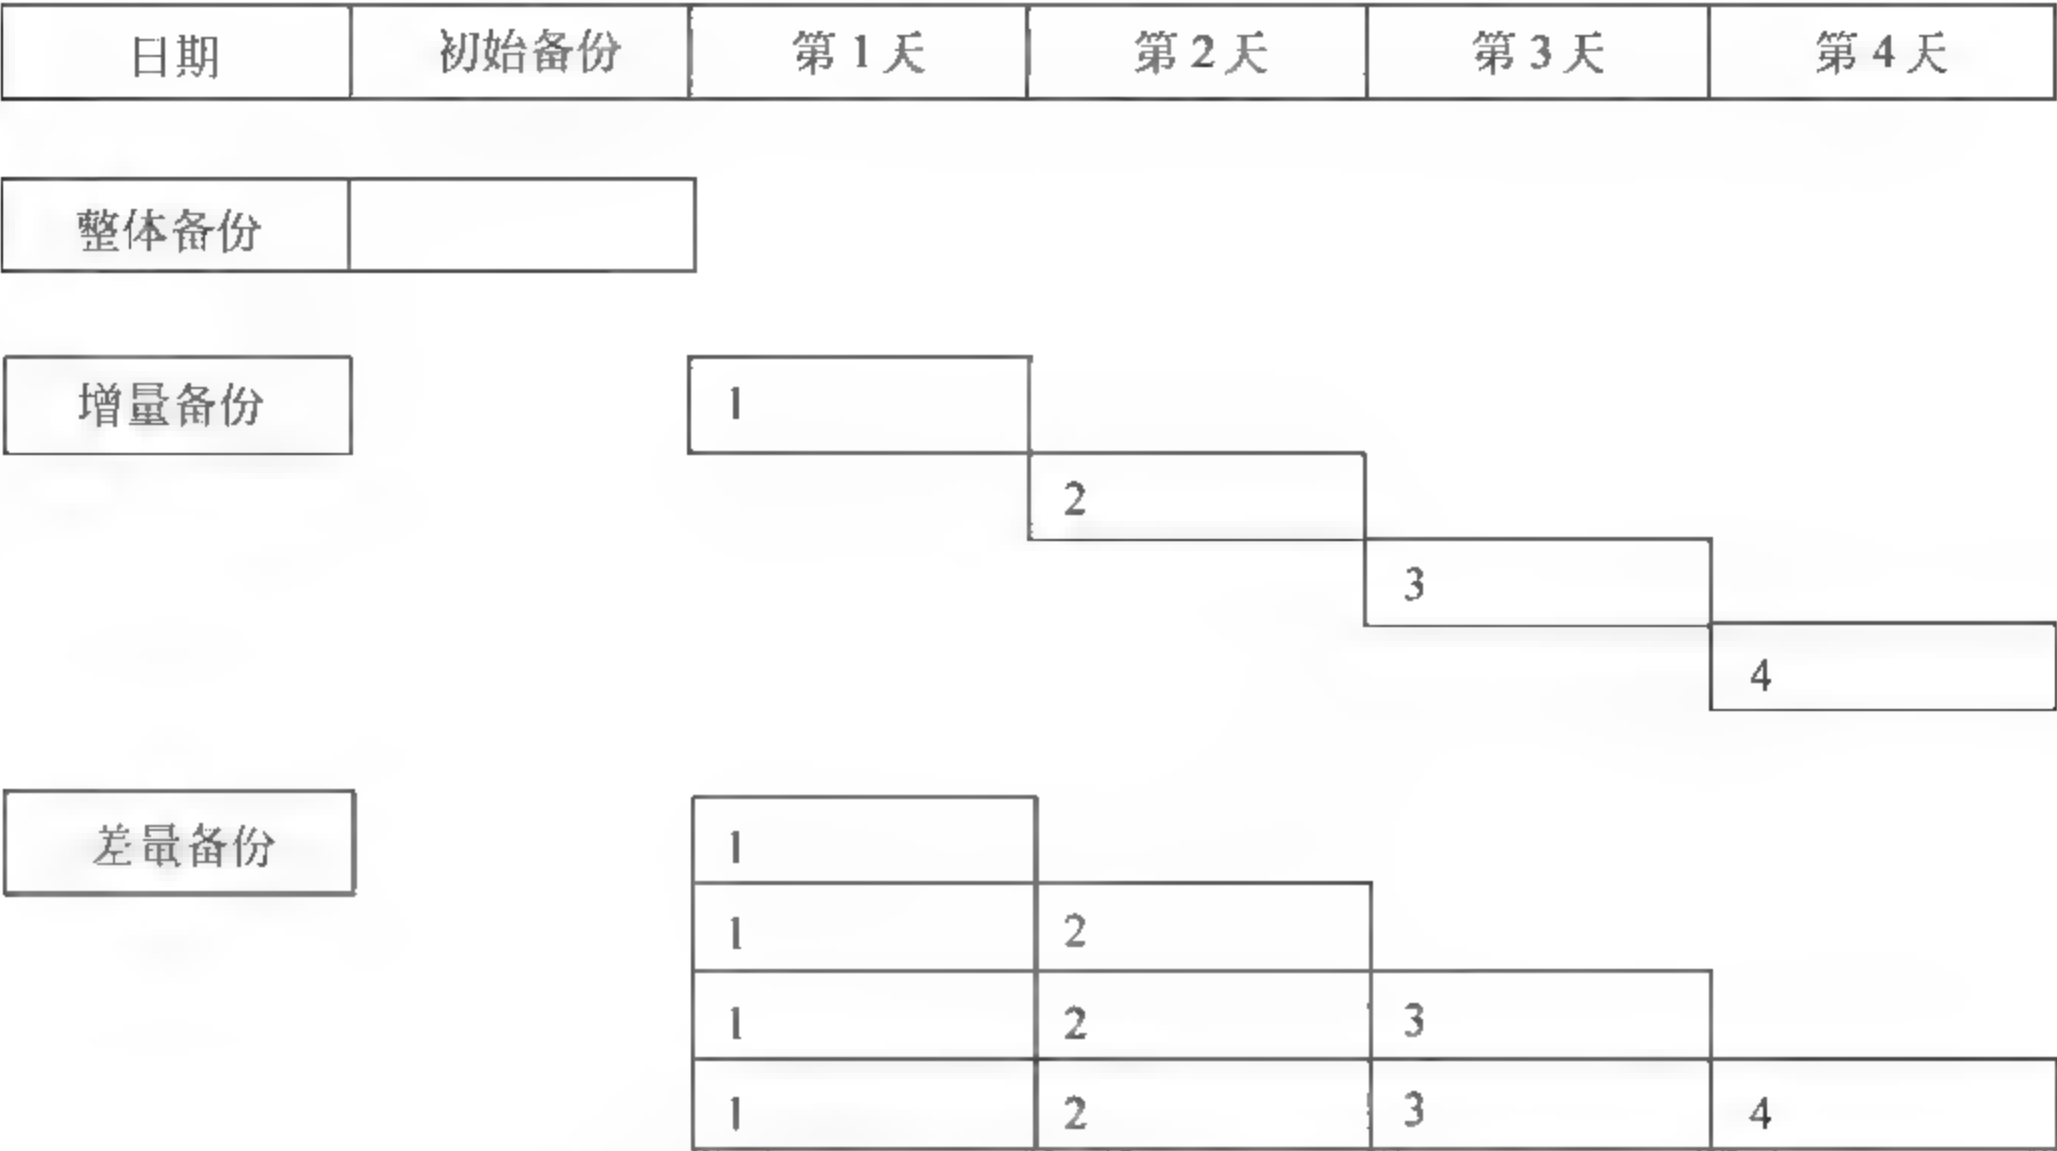 日期 初始备份 第1天 第2天 第3天 第4天
整体备份
增量备份 1
2
3
4
差量备份 1
1 2
1 2 3
1 2 3 4